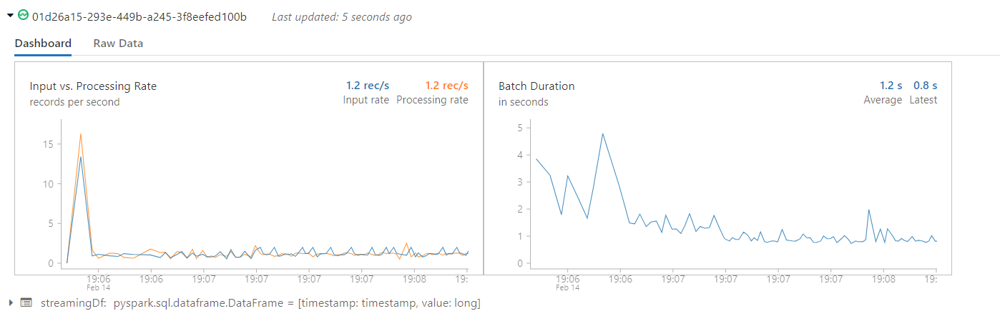 01d26a15-293e-449b-a245-3f8eefed100b Last updated: 5 seconds ago
Dashboard Raw Data
Input vs. Processing Rate
records per second
1.2 rec/s 1.2 rec/s
Input rate Processing rate
15
10
5
0
19:06 19:06 19:07 19:07 19:07 19:07 19:08 19:
Feb 14
Batch Duration
in seconds
1.2 s 0.8 s
Average Latest
5
4
3
2
1
0
19:06 19:06 19:07 19:07 19:07 19:07 19:08 19:
Feb 14
streamingDf: pyspark.sql.dataframe.DataFrame = [timestamp: timestamp, value: long]